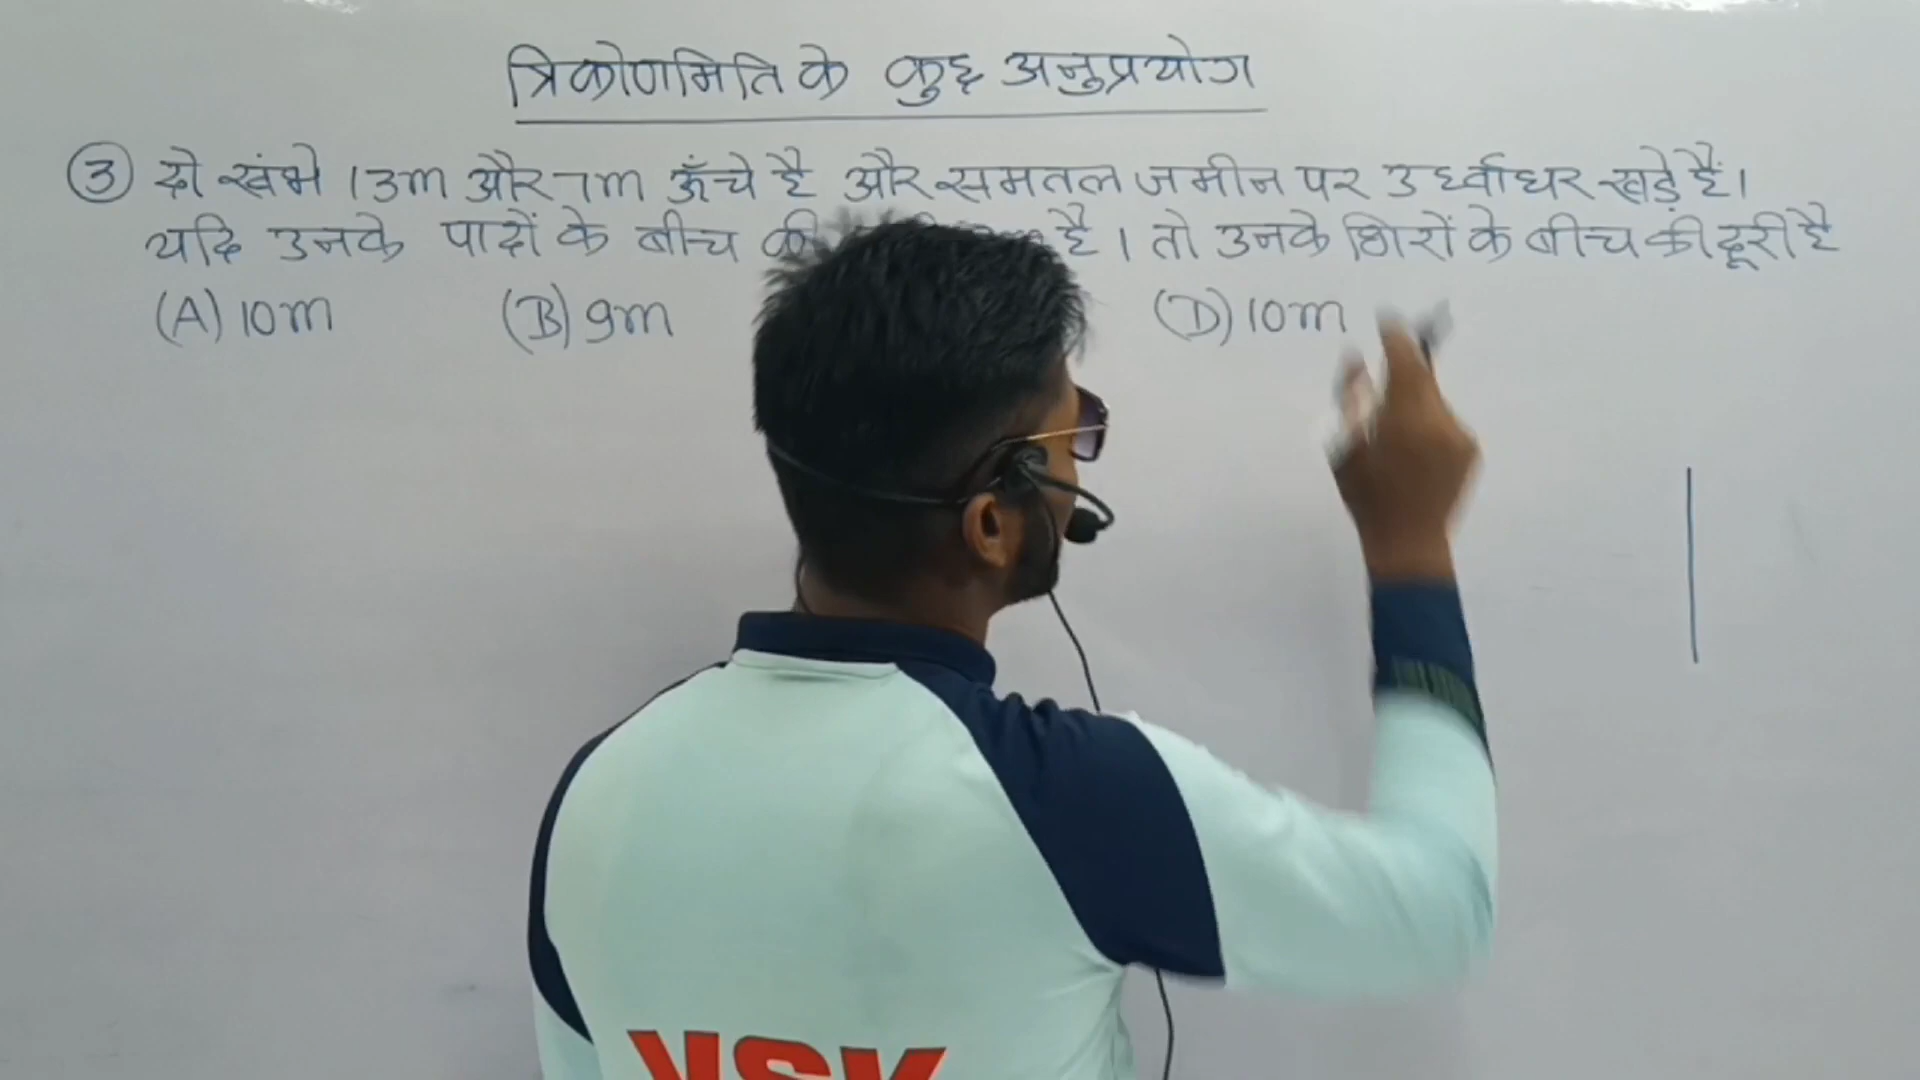 त्रिकोणमिति के कुछ अनुप्रयोग
③ दो खंभे 13m और 7m ऊँचे है और समतल जमीन पर उर्ध्वाधर खड़े हैं।
यदि उनके पादों के बीच की है। तो उनके शिरों के बीच की दूरी है
(A) 10m (B) 9m (D) 10m
VSV